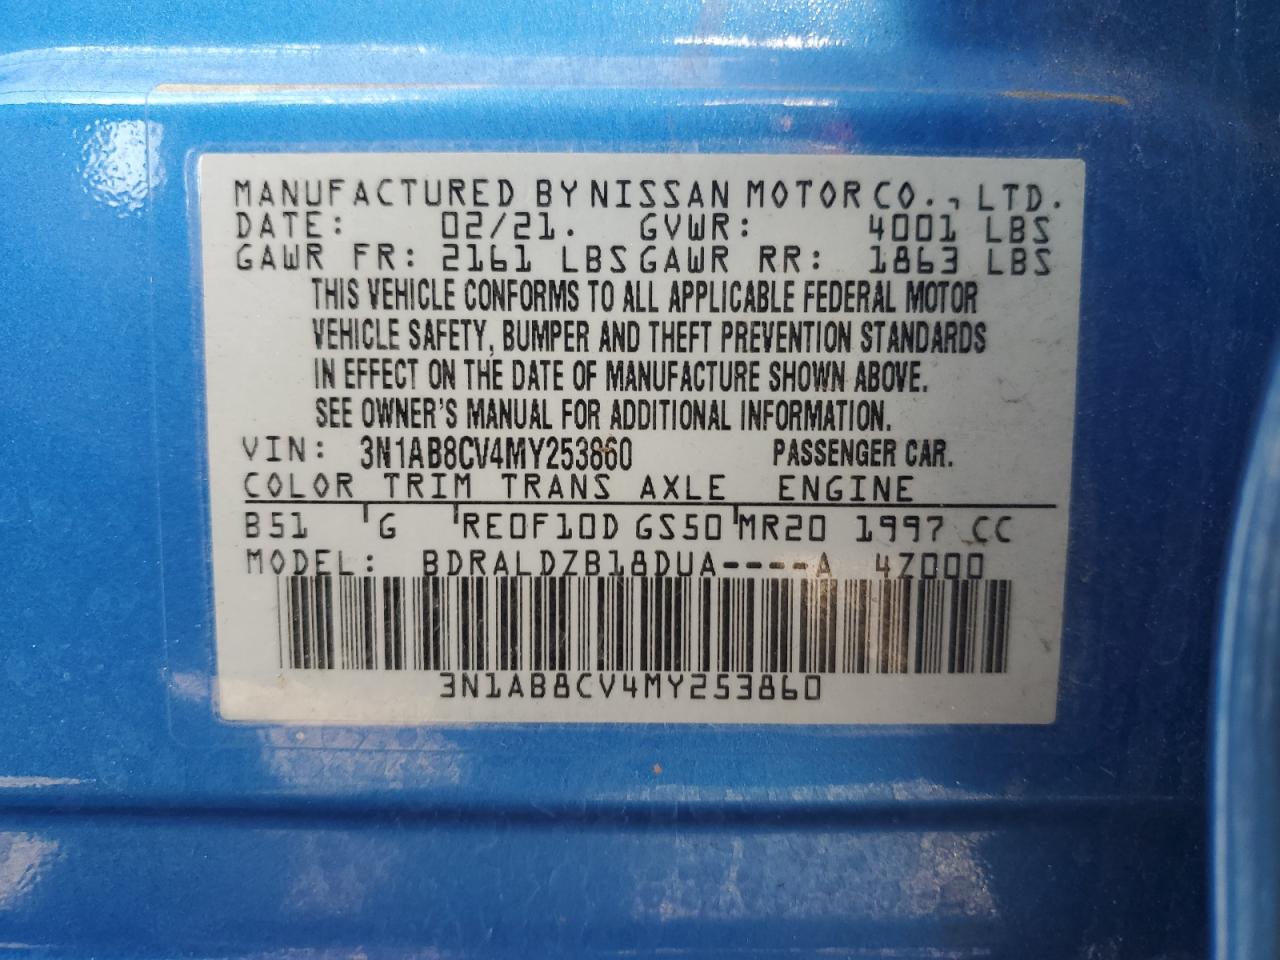 MANUFACTURED BY NISSAN MOTOR CO., LTD.
DATE: 02/21. GVWR: 4001 LBS
GAWR FR: 2161 LBS GAWR RR: 1863 LBS
THIS VEHICLE CONFORMS TO ALL APPLICABLE FEDERAL MOTOR
VEHICLE SAFETY, BUMPER AND THEFT PREVENTION STANDARDS
IN EFFECT ON THE DATE OF MANUFACTURE SHOWN ABOVE.
SEE OWNER'S MANUAL FOR ADDITIONAL INFORMATION.
VIN: 3N1AB8CV4MY253860 PASSENGER CAR.
COLOR TRIM TRANS AXLE ENGINE
B51 G RE0F10D GS50 MR20 1997 CC
MODEL: BDRALDZB18DUA----A 4Z000
3N1AB8CV4MY253860